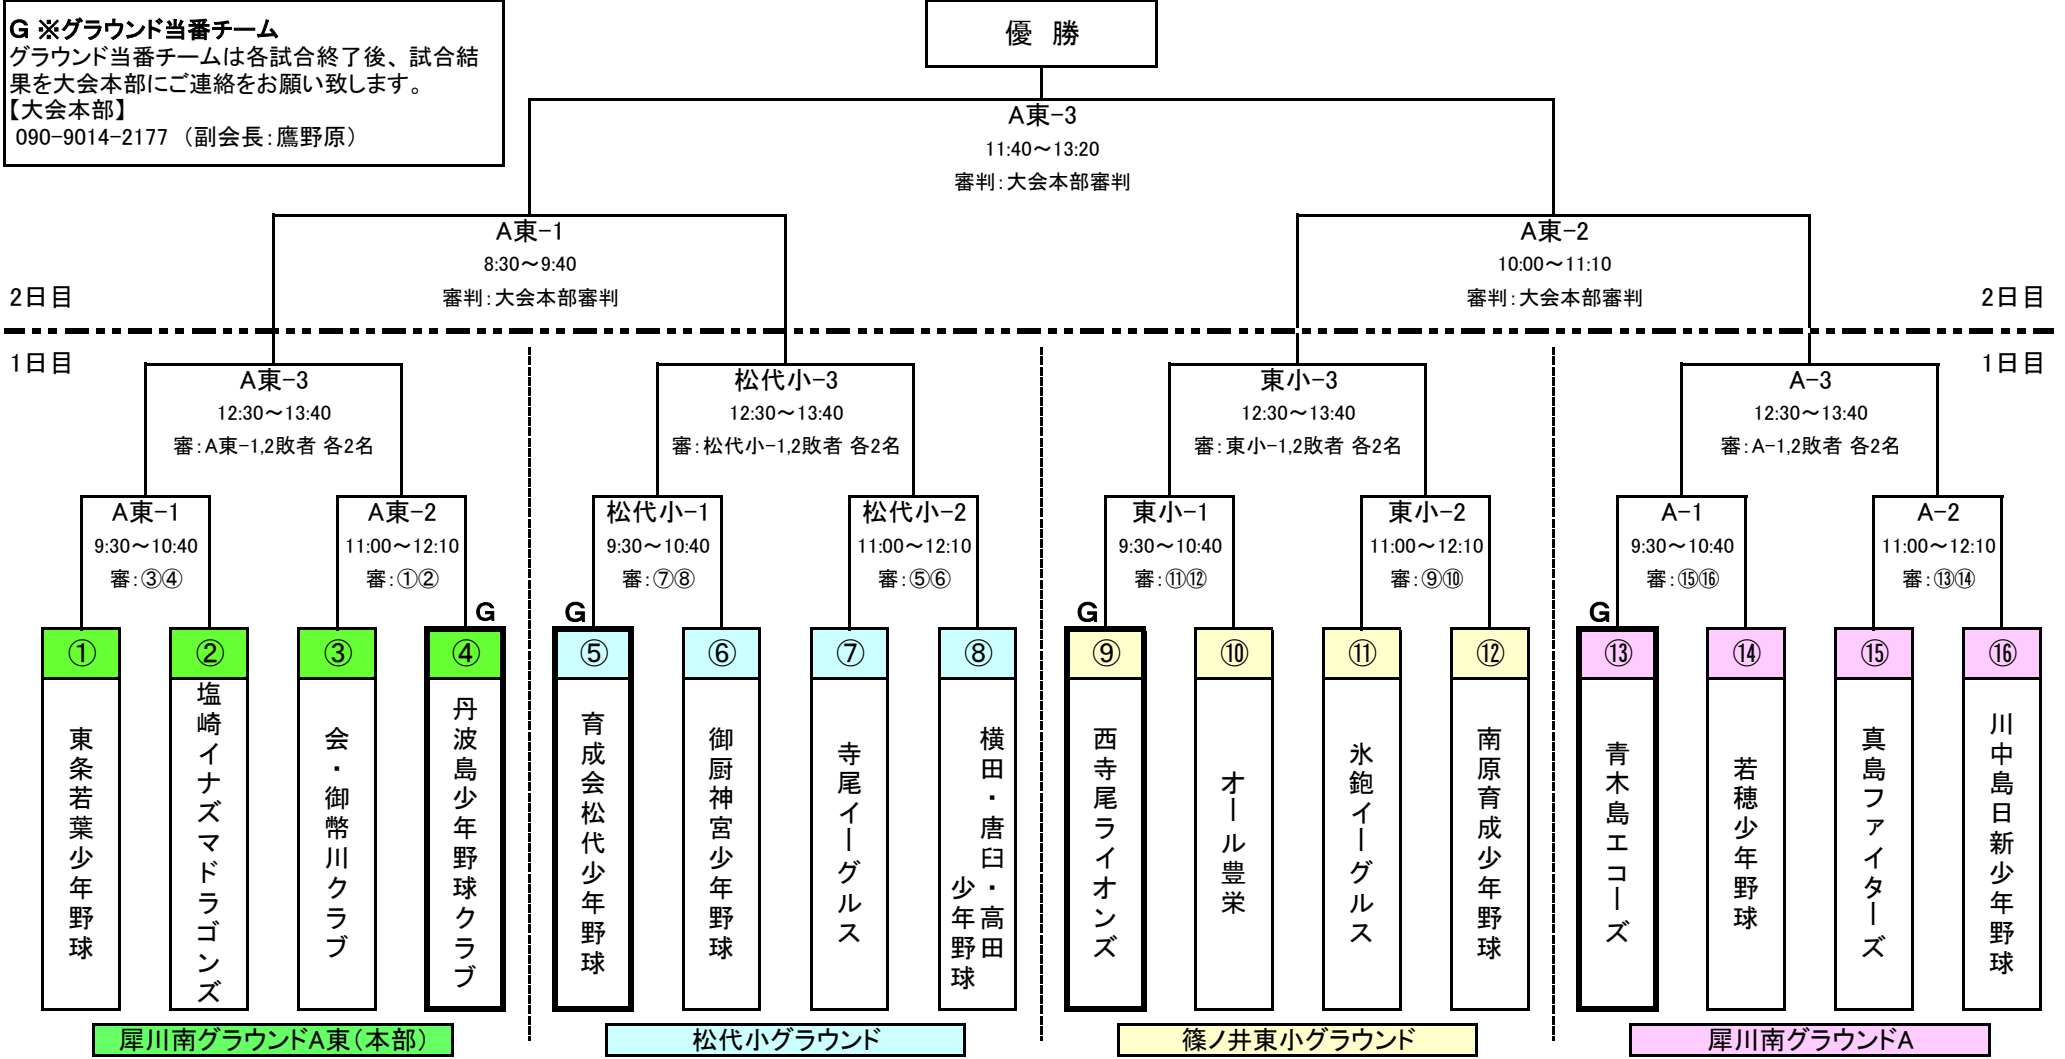 G ※グラウンド当番チーム
グラウンド当番チームは各試合終了後、試合結
果を大会本部にご連絡をお願い致します。
【大会本部】
090-9014-2177 （副会長：鷹野原）
優 勝
A東-3
11:40～13:20
審判：大会本部審判
A東-1
8:30～9:40
審判：大会本部審判
A東-2
10:00～11:10
審判：大会本部審判
2日目
2日目
1日目
1日目
A東-3
12:30～13:40
審：A東-1,2敗者 各2名
松代小-3
12:30～13:40
審：松代小-1,2敗者 各2名
東小-3
12:30～13:40
審：東小-1,2敗者 各2名
A-3
12:30～13:40
審：A-1,2敗者 各2名
A東-1
9:30～10:40
審：③④
A東-2
11:00～12:10
審：①②
松代小-1
9:30～10:40
審：⑦⑧
松代小-2
11:00～12:10
審：⑤⑥
東小-1
9:30～10:40
審：⑪⑫
東小-2
11:00～12:10
審：⑨⑩
A-1
9:30～10:40
審：⑮⑯
A-2
11:00～12:10
審：⑬⑭
G
G
G
G
①
東条若葉少年野球
②
塩崎イナズマドラゴンズ
③
会・御幣川クラブ
④
丹波島少年野球クラブ
⑤
育成会松代少年野球
⑥
御厨神宮少年野球
⑦
寺尾イーグルス
⑧
横田・唐臼・高田
少年野球
⑨
西寺尾ライオンズ
⑩
オール豊栄
⑪
氷鉋イーグルス
⑫
南原育成少年野球
⑬
青木島エコーズ
⑭
若穂少年野球
⑮
真島ファイターズ
⑯
川中島日新少年野球
犀川南グラウンドA東（本部）
松代小グラウンド
篠ノ井東小グラウンド
犀川南グラウンドA